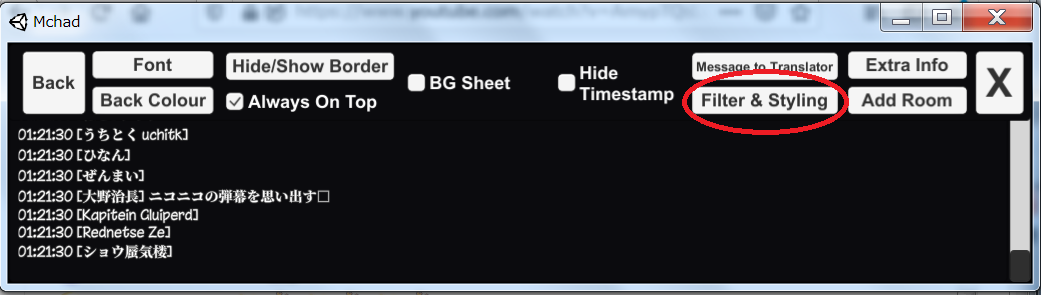 Mchad
Back
Font
Back Colour
Hide/Show Border
Always On Top
BG Sheet
Hide
Timestamp
Message to Translator
Filter & Styling
Extra Info
Add Room
X
01:21:30 [うちとく uchitk]
01:21:30 [ひなん]
01:21:30 [ぜんまい]
01:21:30 [大野治長] ニコニコの弾幕を思い出す□
01:21:30 [Kapitein Gluiperd]
01:21:30 [Rednetse Ze]
01:21:30 [ショウ蜃気楼]